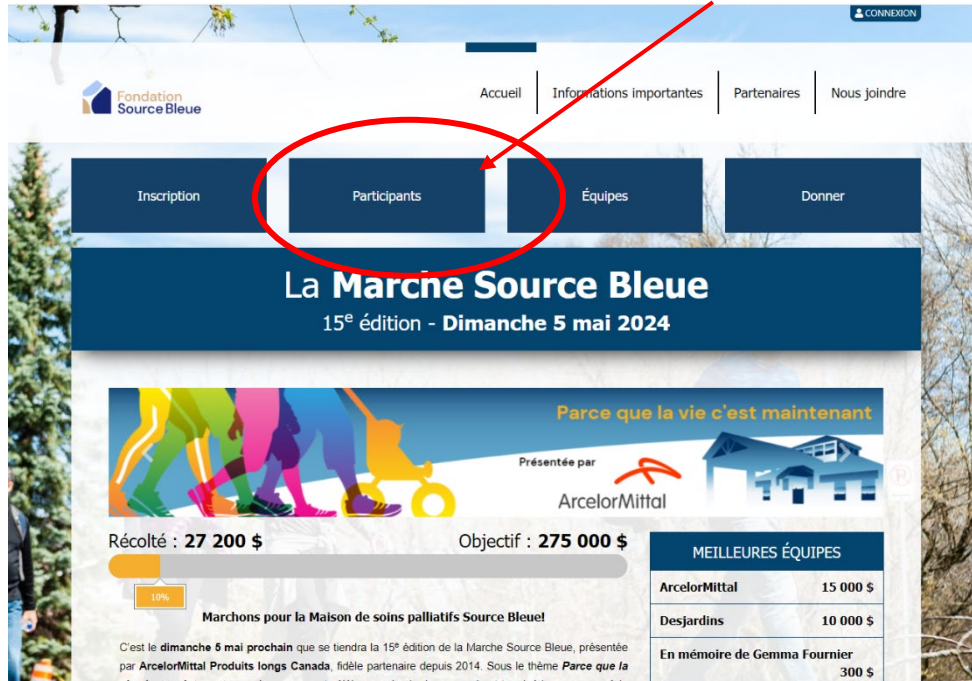 CONNEXION
Fondation
Source Bleue
Accueil
Informations importantes
Partenaires
Nous joindre
Inscription
Participants
Équipes
Donner
La Marche Source Bleue
15e édition - Dimanche 5 mai 2024
Parce que la vie c'est maintenant
Présentée par
ArcelorMittal
Récolté : 27 200 $
Objectif : 275 000 $
10%
Marchons pour la Maison de soins palliatifs Source Bleue!
C'est le dimanche 5 mai prochain que se tiendra la 15e édition de la Marche Source Bleue, présentée
par ArcelorMittal Produits longs Canada, fidèle partenaire depuis 2014. Sous le thème Parce que la
MEILLEURES ÉQUIPES
ArcelorMittal 15 000 $
Desjardins 10 000 $
En mémoire de Gemma Fournier
300 $